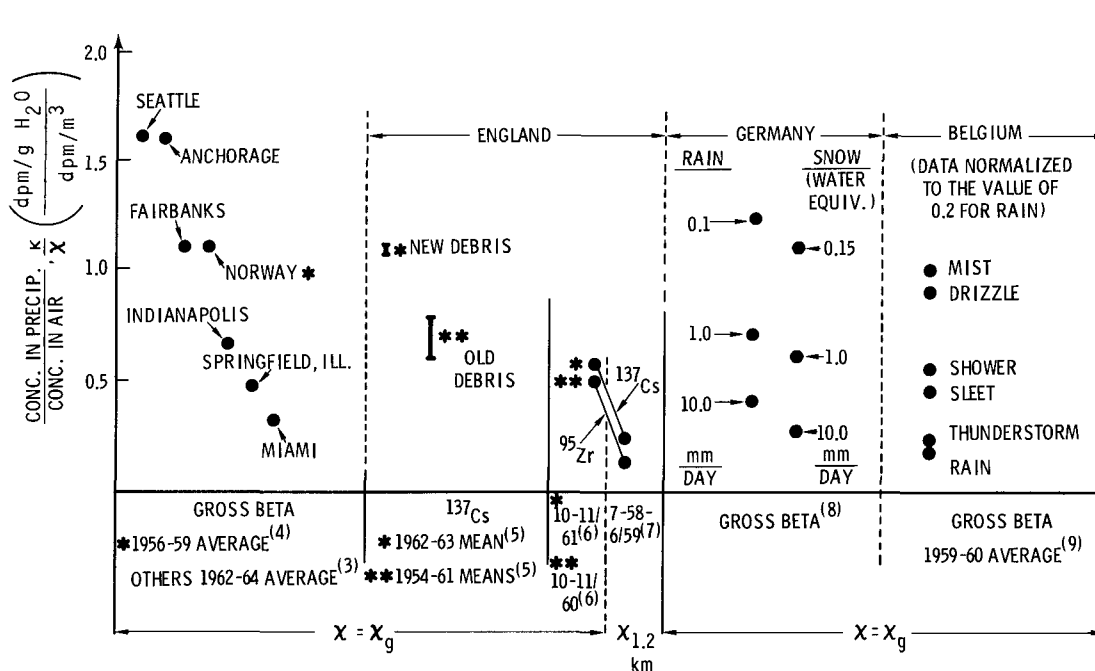 CONC. IN PRECIP. / CONC. IN AIR , κ / χ ( dpm/g H2O / dpm/m3 )
2.0
1.5
1.0
0.5
SEATTLE
ANCHORAGE
FAIRBANKS
NORWAY *
INDIANAPOLIS
SPRINGFIELD, ILL.
MIAMI
ENGLAND
* NEW DEBRIS
**
OLD
DEBRIS
*
**
137Cs
95Zr
GERMANY
RAIN
SNOW
(WATER
EQUIV.)
0.1
0.15
1.0
1.0
10.0
10.0
mm
DAY
mm
DAY
BELGIUM
(DATA NORMALIZED
TO THE VALUE OF
0.2 FOR RAIN)
MIST
DRIZZLE
SHOWER
SLEET
THUNDERSTORM
RAIN
GROSS BETA
*1956-59 AVERAGE(4)
OTHERS 1962-64 AVERAGE(3)
137Cs
*1962-63 MEAN(5)
**1954-61 MEANS(5)
*
10-11/
61(6)
**
10-11/
60(6)
7-58-
6/59(7)
GROSS BETA(8)
GROSS BETA
1959-60 AVERAGE(9)
χ = χg
χ1.2
km
χ=χg